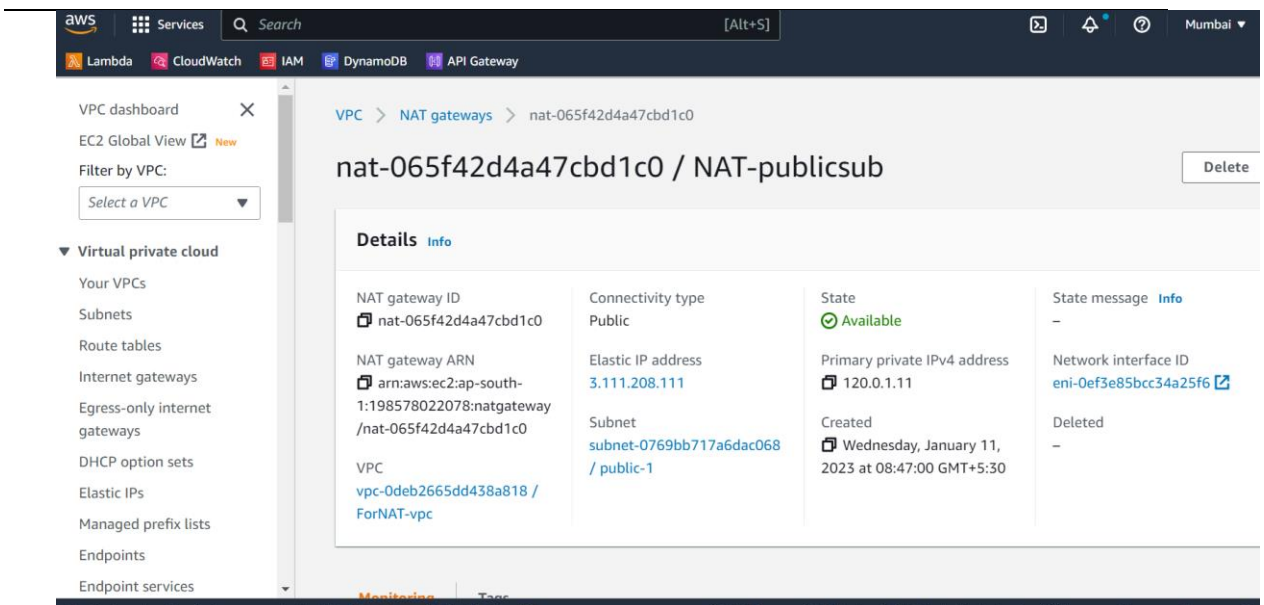 aws Services Search [Alt+S] Mumbai
Lambda CloudWatch IAM DynamoDB API Gateway
VPC dashboard
EC2 Global View New
Filter by VPC:
Select a VPC
Virtual private cloud
Your VPCs
Subnets
Route tables
Internet gateways
Egress-only internet
gateways
DHCP option sets
Elastic IPs
Managed prefix lists
Endpoints
Endpoint services
VPC > NAT gateways > nat-065f42d4a47cbd1c0
nat-065f42d4a47cbd1c0 / NAT-publicsub
Delete
Details Info
NAT gateway ID
nat-065f42d4a47cbd1c0
NAT gateway ARN
arn:aws:ec2:ap-south-
1:198578022078:natgateway
/nat-065f42d4a47cbd1c0
VPC
vpc-0deb2665dd438a818 /
ForNAT-vpc
Connectivity type
Public
Elastic IP address
3.111.208.111
Subnet
subnet-0769bb717a6dac068
/ public-1
State
Available
Primary private IPv4 address
120.0.1.11
Created
Wednesday, January 11,
2023 at 08:47:00 GMT+5:30
State message Info
–
Network interface ID
eni-0ef3e85bcc34a25f6
Deleted
–
Monitoring Tags